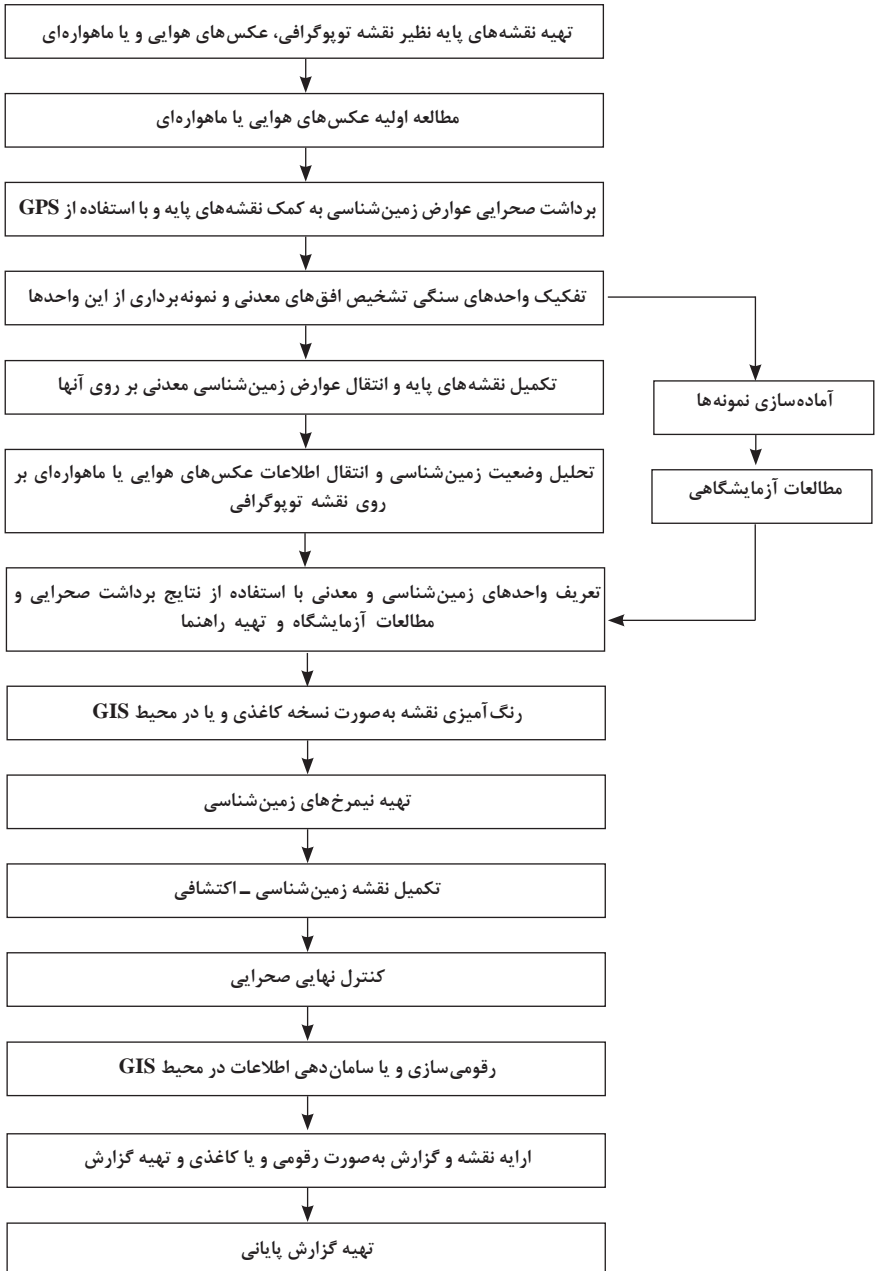 تهیه نقشه‌های پایه نظیر نقشه توپوگرافی، عکس‌های هوایی و یا ماهواره‌ای
مطالعه اولیه عکس‌های هوایی یا ماهواره‌ای
برداشت صحرایی عوارض زمین‌شناسی به کمک نقشه‌های پایه و با استفاده از GPS
تفکیک واحدهای سنگی تشخیص افق‌های معدنی و نمونه‌برداری از این واحدها
تکمیل نقشه‌های پایه و انتقال عوارض زمین‌شناسی معدنی بر روی آنها
آماده‌سازی نمونه‌ها
تحلیل وضعیت زمین‌شناسی و انتقال اطلاعات عکس‌های هوایی یا ماهواره‌ای بر
روی نقشه توپوگرافی
مطالعات آزمایشگاهی
تعریف واحدهای زمین‌شناسی و معدنی با استفاده از نتایج برداشت صحرایی و
مطالعات آزمایشگاه و تهیه راهنما
رنگ‌آمیزی نقشه به‌صورت نسخه کاغذی و یا در محیط GIS
تهیه نیمرخ‌های زمین‌شناسی
تکمیل نقشه زمین‌شناسی ـ اکتشافی
کنترل نهایی صحرایی
رقومی‌سازی و یا سامان‌دهی اطلاعات در محیط GIS
ارایه نقشه و گزارش به‌صورت رقومی و یا کاغذی و تهیه گزارش
تهیه گزارش پایانی